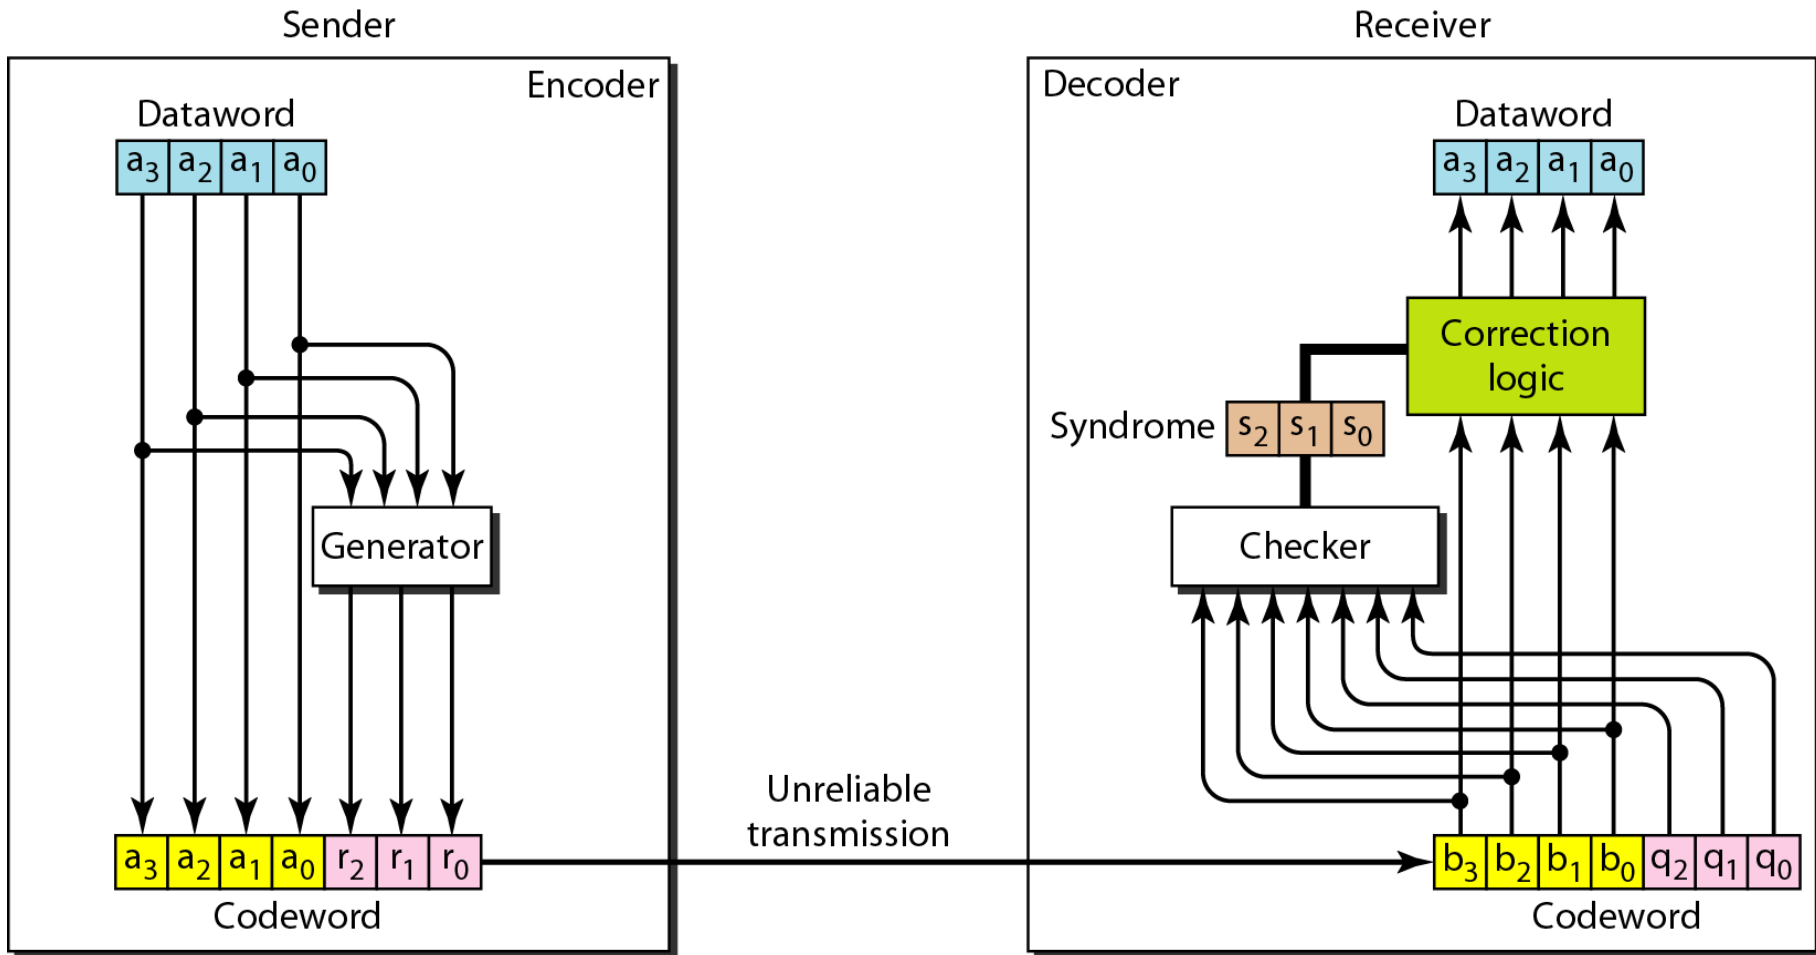 Sender
Receiver
Encoder
Decoder
Dataword
a3 a2 a1 a0
Dataword
a3 a2 a1 a0
Correction
logic
Syndrome s2 s1 s0
Generator
Checker
Unreliable
transmission
a3 a2 a1 a0 r2 r1 r0
b3 b2 b1 b0 q2 q1 q0
Codeword
Codeword